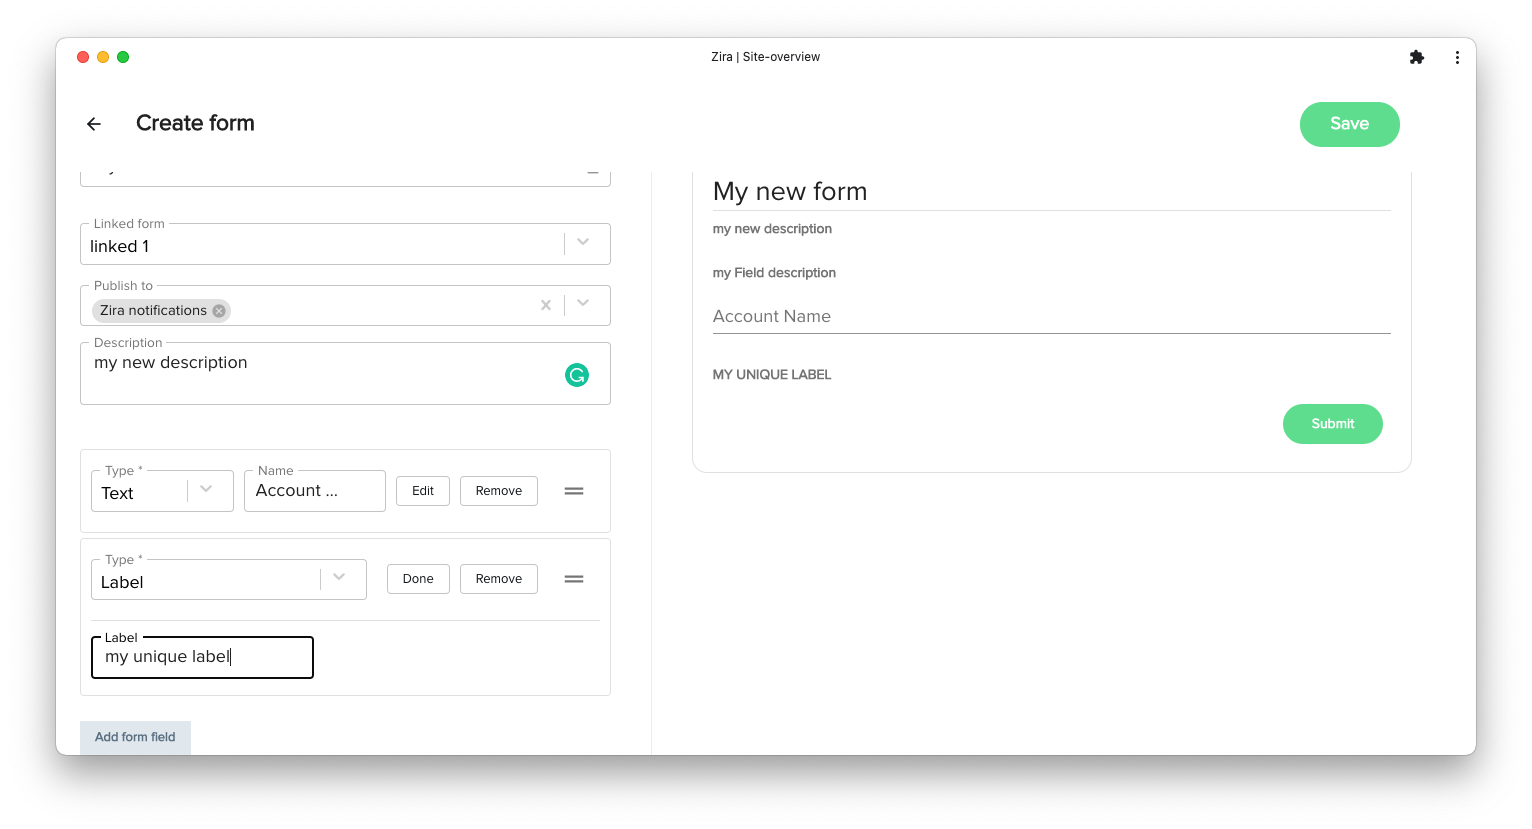 Zira | Site-overview
Create form
Save
Linked form
linked 1
Publish to
Zira notifications
Description
my new description
Type *
Text
Name
Account ...
Edit
Remove
Type *
Label
Done
Remove
Label
my unique label
Add form field
My new form
my new description
my Field description
Account Name
MY UNIQUE LABEL
Submit